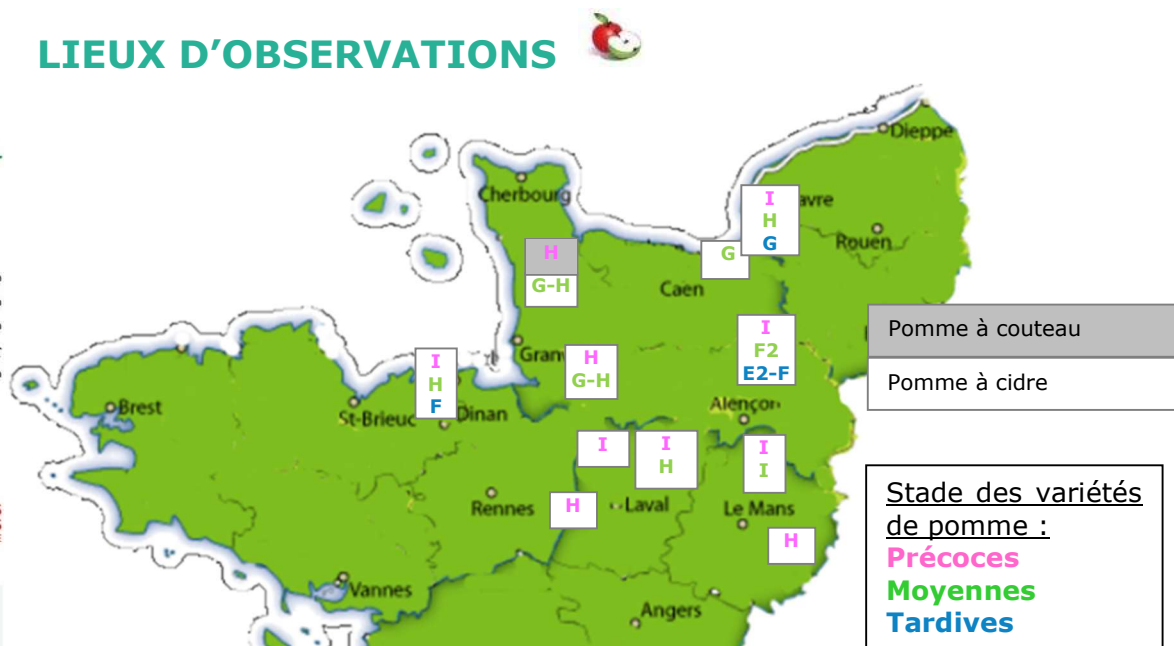 LIEUX D'OBSERVATIONS
Dieppe
Cherbourg
I
H
G
avre
Rouen
H
G-H
G
Caen
Pomme à couteau
Pomme à cidre
I
F2
E2-F
Gran
H
G-H
I
H
F
Brest
St-Brieuc
Dinan
Alençon
I
I
H
I
I
Rennes
H
Laval
Le Mans
H
Vannes
Angers
Stade des variétés
de pomme :
Précoces
Moyennes
Tardives